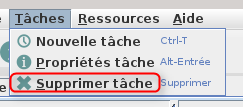 Tâches Ressources Aide
Nouvelle tâche Ctrl-T
Propriétés tâche Alt-Entrée
Supprimer tâche Supprimer